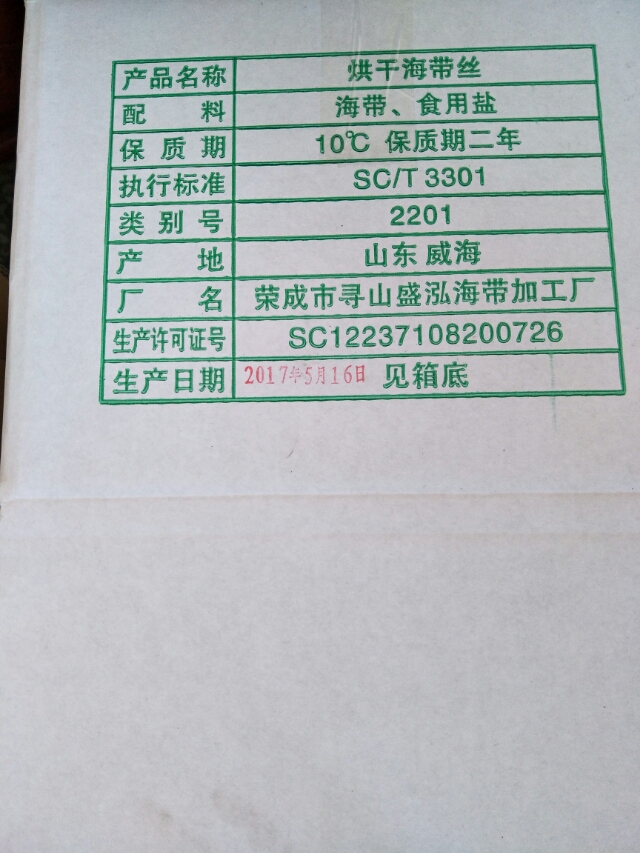 产品名称 烘干海带丝
配料 海带、食用盐
保质期 10℃ 保质期二年
执行标准 SC/T 3301
类别号 2201
产地 山东 威海
厂名 荣成市寻山盛泓海带加工厂
生产许可证号 SC12237108200726
生产日期 2017年5月16日 见箱底